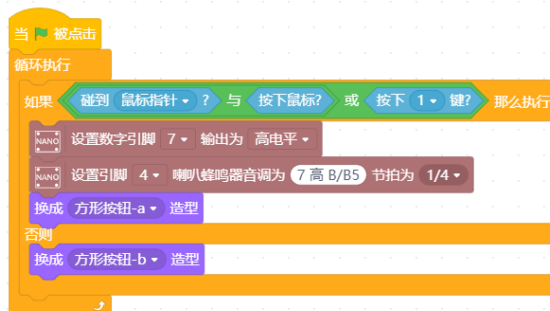 当 被点击
循环执行
如果 碰到 鼠标指针 ? 与 按下鼠标? 或 按下 1 键? 那么执行
NANO 设置数字引脚 7 输出为 高电平
NANO 设置引脚 4 喇叭蜂鸣器音调为 7 高 B/B5 节拍为 1/4
换成 方形按钮-a 造型
否则
换成 方形按钮-b 造型